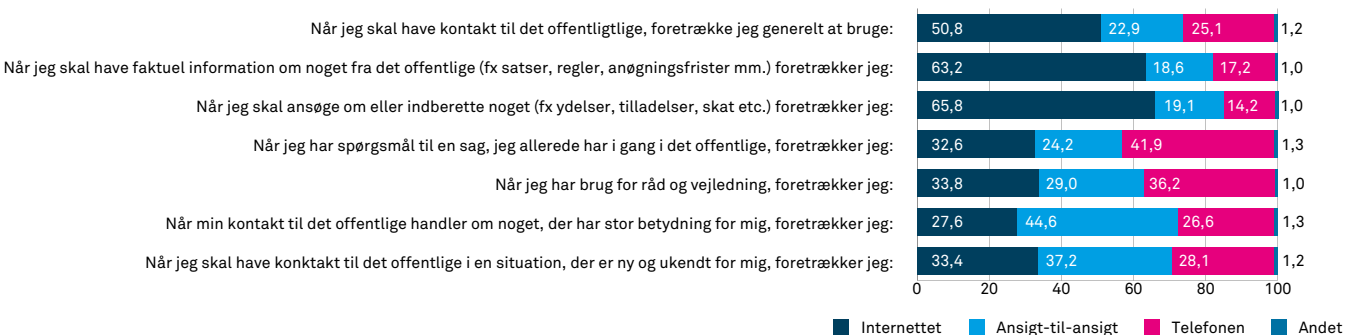 Når jeg skal have kontakt til det offentligtlige, foretrække jeg generelt at bruge: 50,8 22,9 25,1 1,2
Når jeg skal have faktuel information om noget fra det offentlige (fx satser, regler, anøgningsfrister mm.) foretrækker jeg: 63,2 18,6 17,2 1,0
Når jeg skal ansøge om eller indberette noget (fx ydelser, tilladelser, skat etc.) foretrækker jeg: 65,8 19,1 14,2 1,0
Når jeg har spørgsmål til en sag, jeg allerede har i gang i det offentlige, foretrækker jeg: 32,6 24,2 41,9 1,3
Når jeg har brug for råd og vejledning, foretrækker jeg: 33,8 29,0 36,2 1,0
Når min kontakt til det offentlige handler om noget, der har stor betydning for mig, foretrækker jeg: 27,6 44,6 26,6 1,3
Når jeg skal have konktakt til det offentlige i en situation, der er ny og ukendt for mig, foretrækker jeg: 33,4 37,2 28,1 1,2
0 20 40 60 80 100
Internettet Ansigt-til-ansigt Telefonen Andet